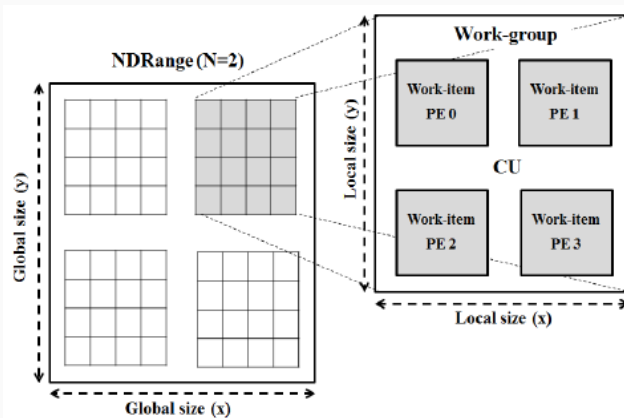 NDRange (N=2)
Global size (y)
Global size (x)
Work-group
Local size (y)
Work-item
PE 0
Work-item
PE 1
CU
Work-item
PE 2
Work-item
PE 3
Local size (x)